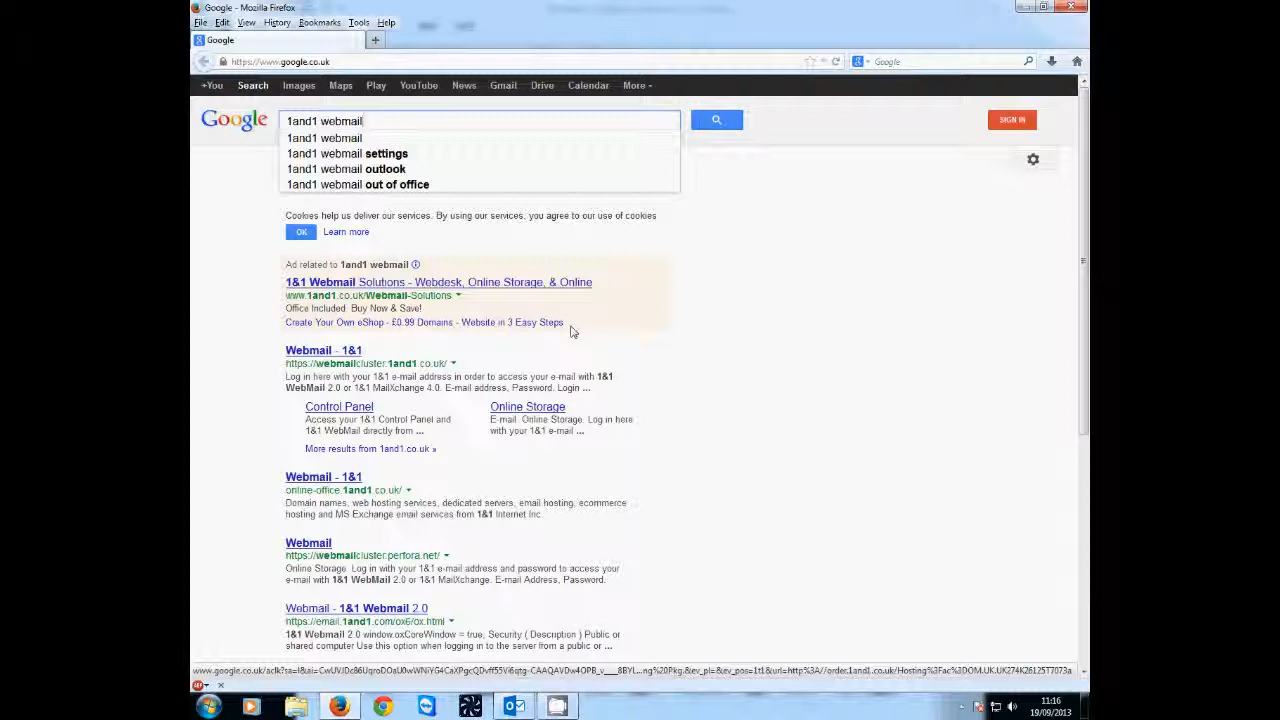 Google - Mozilla Firefox
File Edit View History Bookmarks Tools Help
Google
https://www.google.co.uk
Google
+You Search Images Maps Play YouTube News Gmail Drive Calendar More
Google
1and1 webmail
SIGN IN
1and1 webmail
1and1 webmail settings
1and1 webmail outlook
1and1 webmail out of office
Cookies help us deliver our services. By using our services, you agree to our use of cookies
OK Learn more
Ad related to 1and1 webmail
1&1 Webmail Solutions - Webdesk, Online Storage, & Online
www.1and1.co.uk/Webmail-Solutions
Office Included. Buy Now & Save!
Create Your Own eShop - £0.99 Domains - Website in 3 Easy Steps
Webmail - 1&1
https://webmailcluster.1and1.co.uk/
Log in here with your 1&1 e-mail address in order to access your e-mail with 1&1
WebMail 2.0 or 1&1 MailXchange 4.0. E-mail address, Password. Login ...
Control Panel
Access your 1&1 Control Panel and
1&1 WebMail directly from ...
Online Storage
E-mail. Online Storage. Log in here
with your 1&1 e-mail ...
More results from 1and1.co.uk »
Webmail - 1&1
online-office.1and1.co.uk/
Domain names, web hosting services, dedicated servers, email hosting, ecommerce
hosting and MS Exchange email services from 1&1 Internet Inc.
Webmail
https://webmailcluster.perfora.net/
Online Storage. Log in with your 1&1 e-mail address and password to access your
e-mail with 1&1 WebMail 2.0 or 1&1 MailXchange. E-mail Address, Password.
Webmail - 1&1 Webmail 2.0
https://email.1and1.com/ox6/ox.html
1&1 Webmail 2.0 window.oxCoreWindow = true; Security ( Description ) Public or
shared computer Use this option when logging in to the server from a public or ...
11:16
19/09/2013